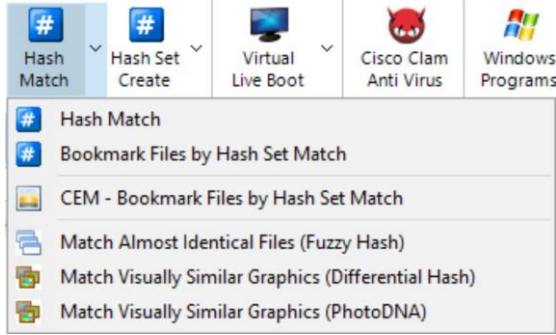 Hash Match
Hash Set Create
Virtual Live Boot
Cisco Clam Anti Virus
Windows Programs
Hash Match
Bookmark Files by Hash Set Match
CEM - Bookmark Files by Hash Set Match
Match Almost Identical Files (Fuzzy Hash)
Match Visually Similar Graphics (Differential Hash)
Match Visually Similar Graphics (PhotoDNA)